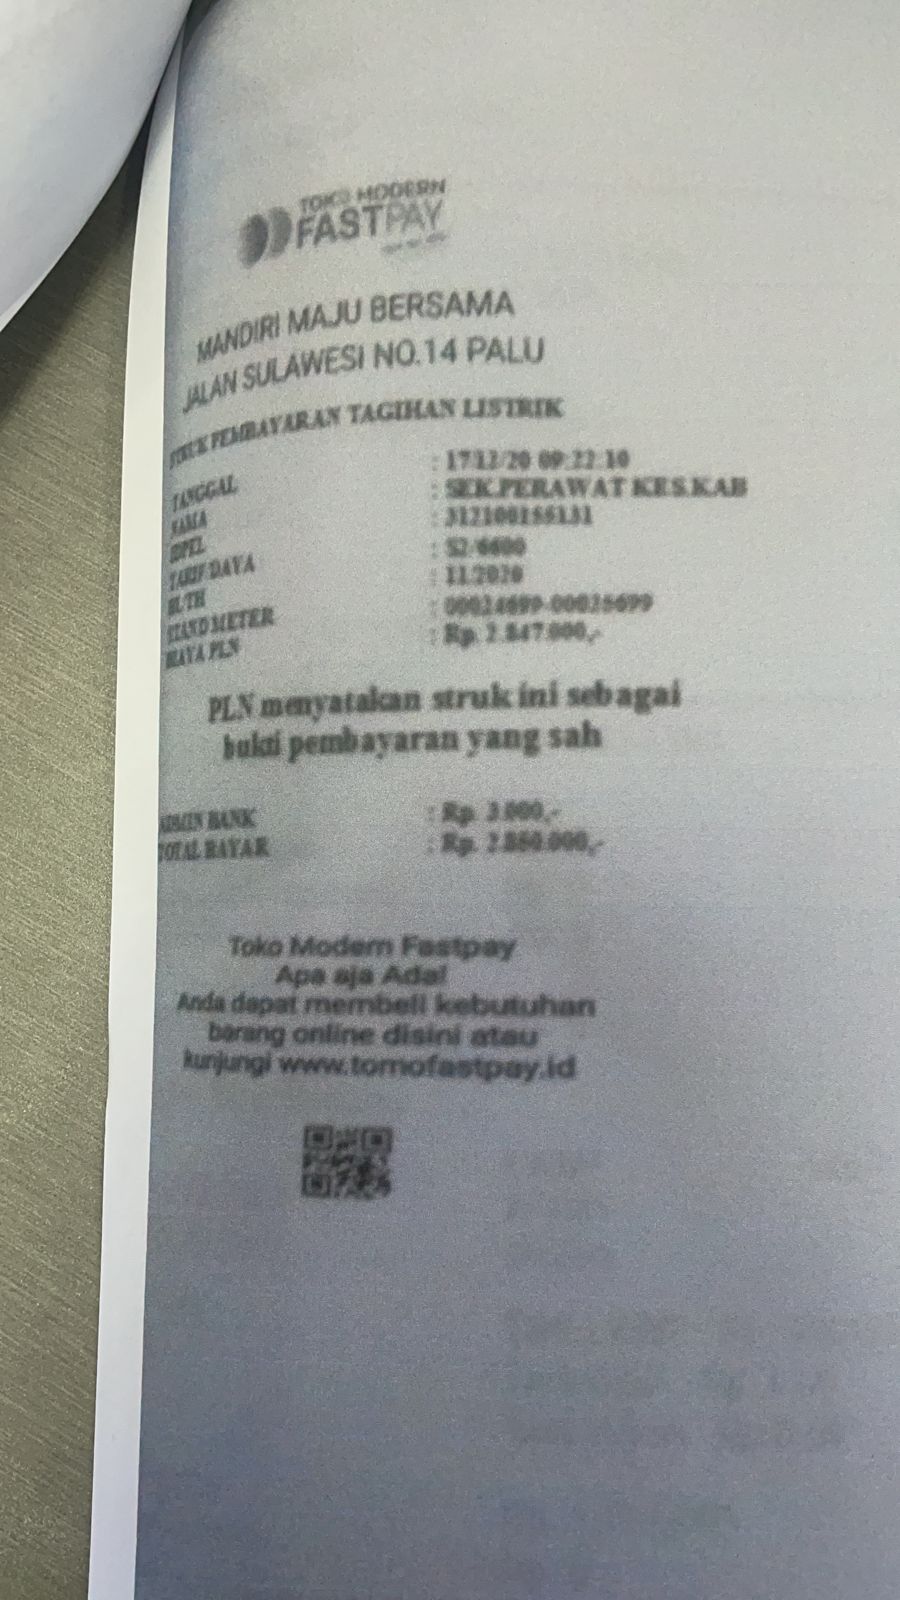 TOKO MODERN
FASTPAY
MANDIRI MAJU BERSAMA
JALAN SULAWESI NO.14 PALU
STRUK PEMBAYARAN TAGIHAN LISTRIK
TANGGAL : 17/12/20 09:22:10
NAMA : SEK.PERAWAT KES.KAB
IDPEL
TARIF/DAYA : S2/6600
BL/TH : 11/2020
STAND METER
BIAYA PLN : Rp. 2.847.000,-
PLN menyatakan struk ini sebagai
bukti pembayaran yang sah
ADMIN BANK : Rp. 3.000,-
TOTAL BAYAR : Rp. 2.850.000,-
Toko Modern Fastpay
Apa aja Ada!
Anda dapat membeli kebutuhan
barang online disini atau
kunjungi www.tomofastpay.id